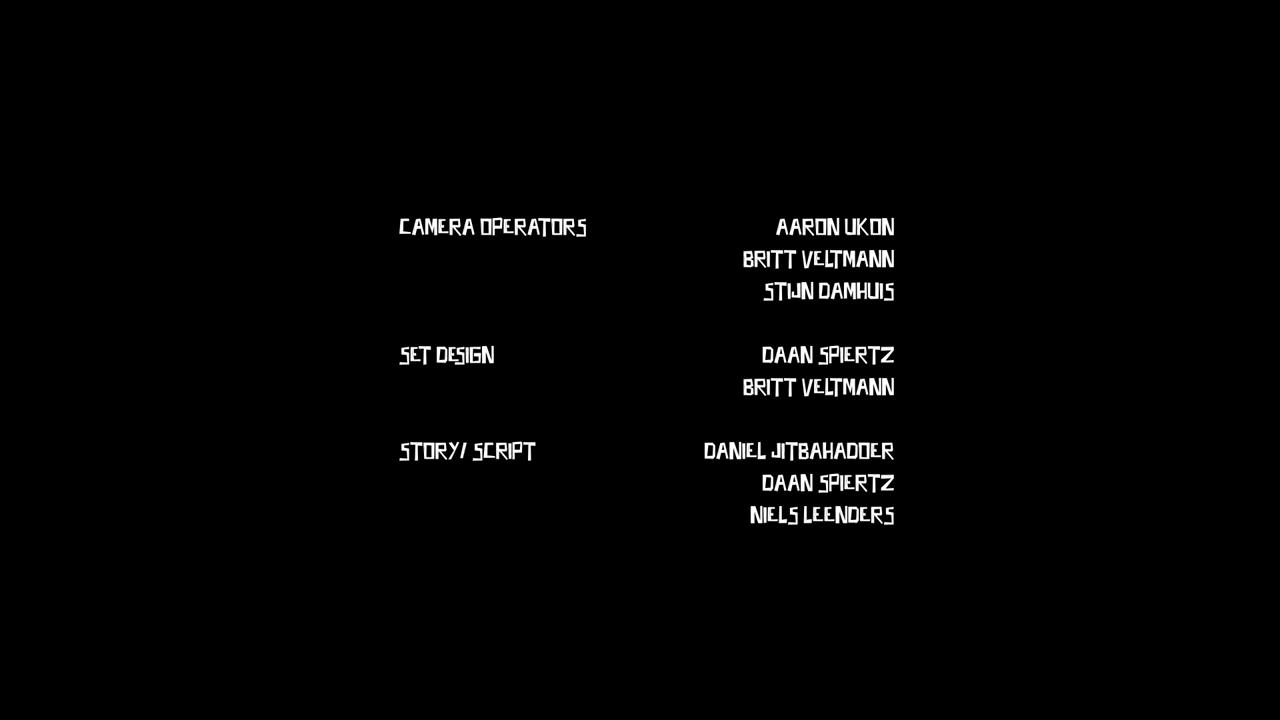 CAMERA OPERATORS AARON UKON
BRITT VELTMANN
STIJN DAMHUIS
SET DESIGN DAAN SPIERTZ
BRITT VELTMANN
STORY/ SCRIPT DANIEL JITBAHADOER
DAAN SPIERTZ
NIELS LEENDERS